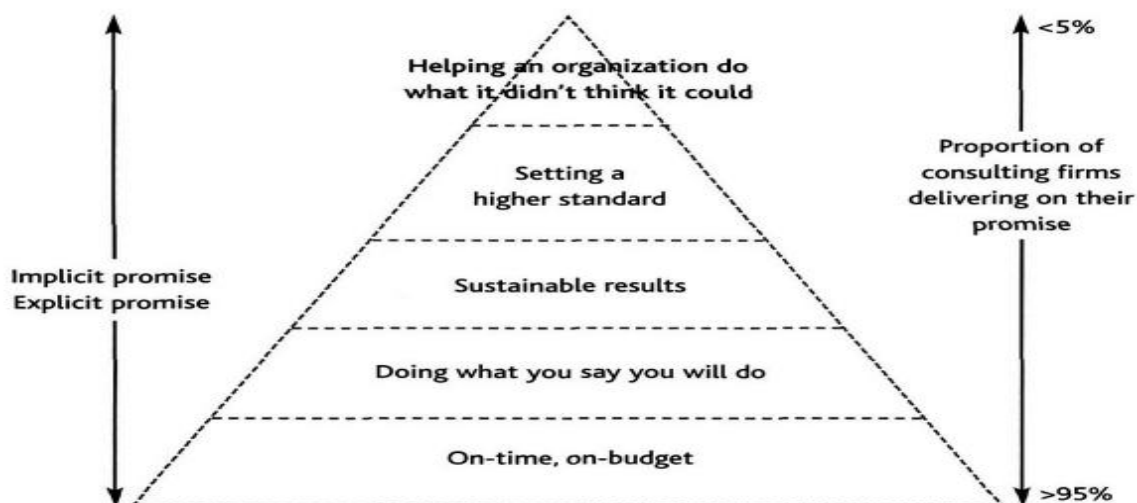 <5%
Helping an organization do
what it didn't think it could
Proportion of
consulting firms
delivering on their
promise
Setting a
higher standard
Implicit promise
Explicit promise
Sustainable results
Doing what you say you will do
On-time, on-budget
>95%